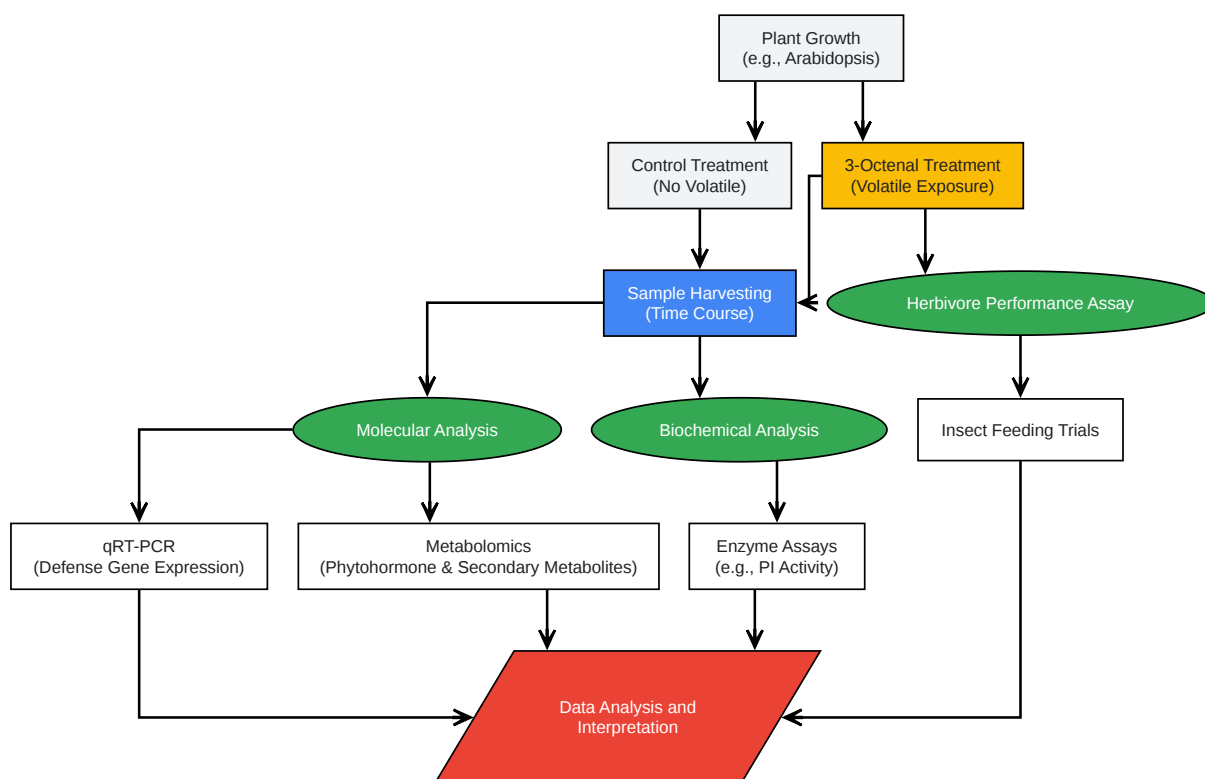 Plant Growth
(e.g., Arabidopsis)
Control Treatment
(No Volatile)
3-Octenal Treatment
(Volatile Exposure)
Sample Harvesting
(Time Course)
Herbivore Performance Assay
Molecular Analysis
Biochemical Analysis
Insect Feeding Trials
qRT-PCR
(Defense Gene Expression)
Metabolomics
(Phytohormone & Secondary Metabolites)
Enzyme Assays
(e.g., PI Activity)
Data Analysis and
Interpretation